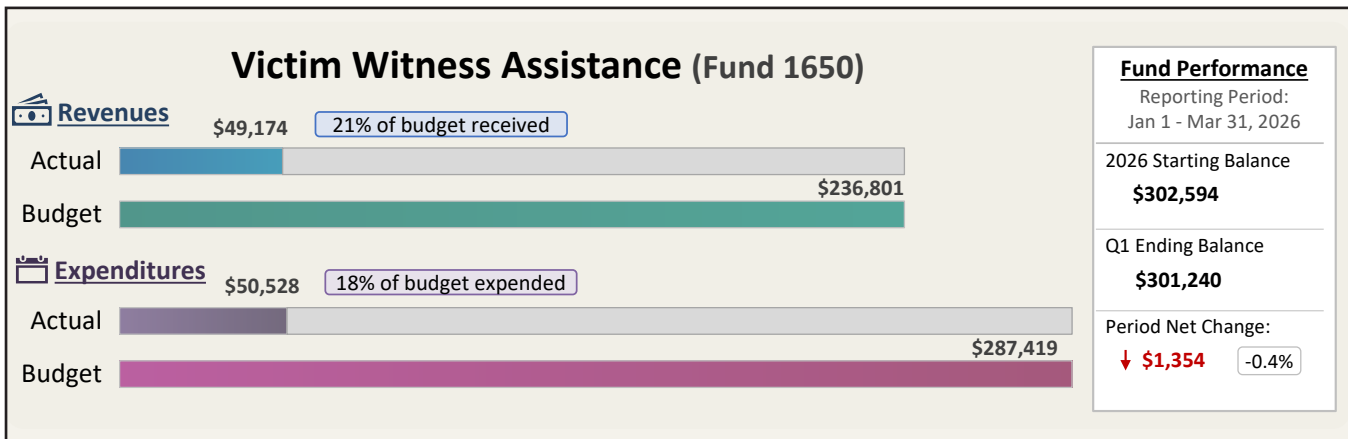 Victim Witness Assistance (Fund 1650)
Revenues
$49,174
21% of budget received
Actual
$236,801
Budget
Expenditures
$50,528
18% of budget expended
Actual
$287,419
Budget
Fund Performance
Reporting Period:
Jan 1 - Mar 31, 2026
2026 Starting Balance
$302,594
Q1 Ending Balance
$301,240
Period Net Change:
↓ $1,354
-0.4%